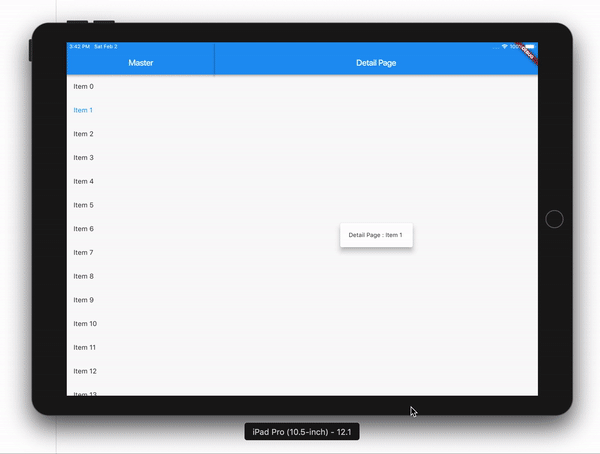 3:42 PM Sat Feb 2
100%
Master
Detail Page
Item 0
Item 1
Item 2
Item 3
Item 4
Item 5
Item 6
Detail Page : Item 1
Item 7
Item 8
Item 9
Item 10
Item 11
Item 12
Item 13
iPad Pro (10.5-inch) - 12.1